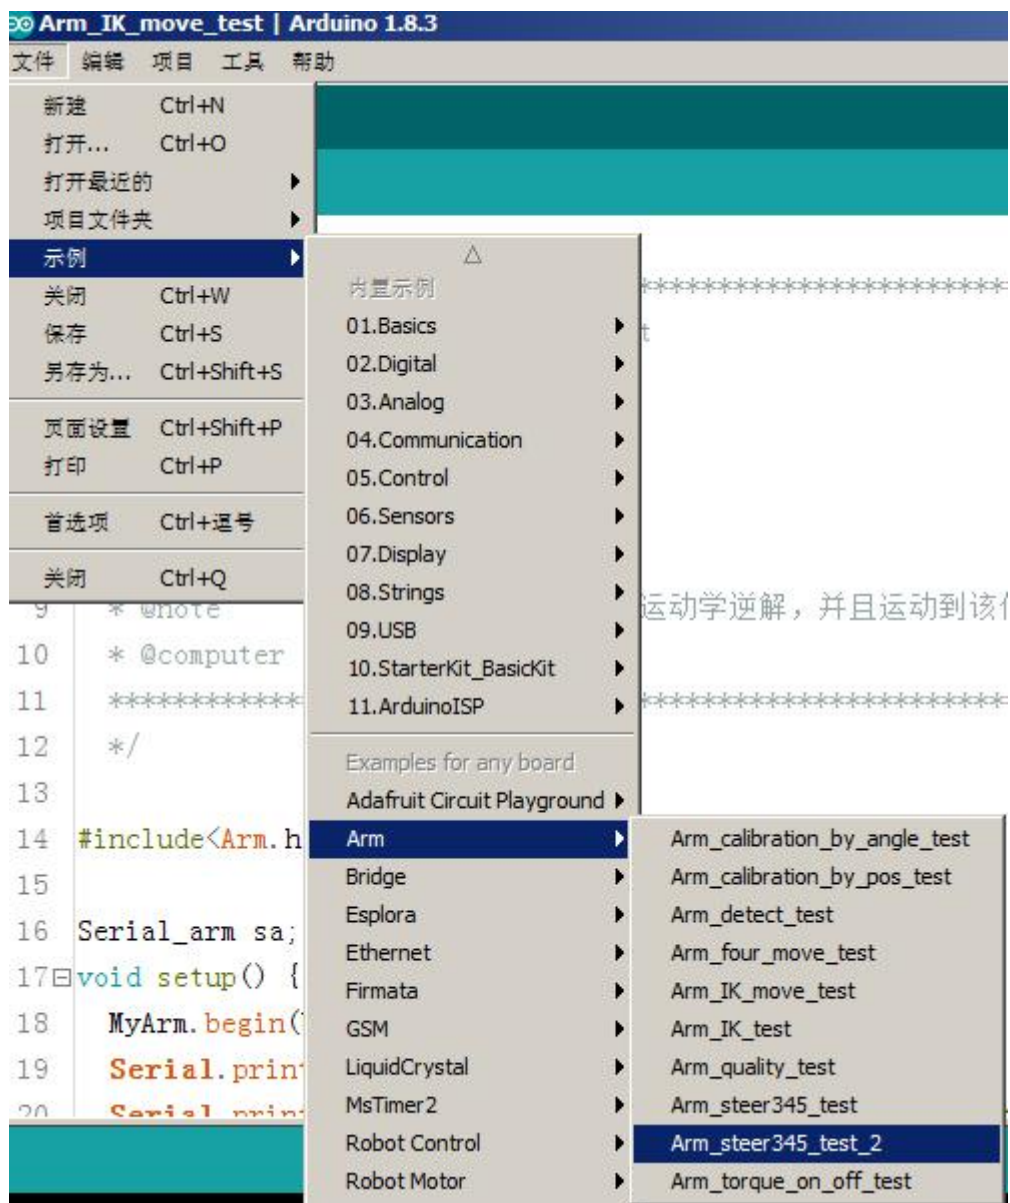 Arm_IK_move_test | Arduino 1.8.3
文件 编辑 项目 工具 帮助
新建 Ctrl+N
打开... Ctrl+O
打开最近的
项目文件夹
示例
关闭 Ctrl+W
保存 Ctrl+S
另存为... Ctrl+Shift+S
页面设置 Ctrl+Shift+P
打印 Ctrl+P
首选项 Ctrl+逗号
关闭 Ctrl+Q
内置示例
01.Basics
02.Digital
03.Analog
04.Communication
05.Control
06.Sensors
07.Display
08.Strings
09.USB
10.StarterKit_BasicKit
11.ArduinoISP
Examples for any board
Adafruit Circuit Playground
Arm
Bridge
Esplora
Ethernet
Firmata
GSM
LiquidCrystal
MsTimer2
Robot Control
Robot Motor
Arm_calibration_by_angle_test
Arm_calibration_by_pos_test
Arm_detect_test
Arm_four_move_test
Arm_IK_move_test
Arm_IK_test
Arm_quality_test
Arm_steer345_test
Arm_steer345_test_2
Arm_torque_on_off_test
************************
t
9 * @note 运动学逆解，并且运动到该
10 * @computer
11 ************* ************************
12 */
13
14 #include<Arm.h
15
16 Serial_arm sa;
17 void setup() {
18 MyArm.begin(
19 Serial.prin
20 Serial.prin